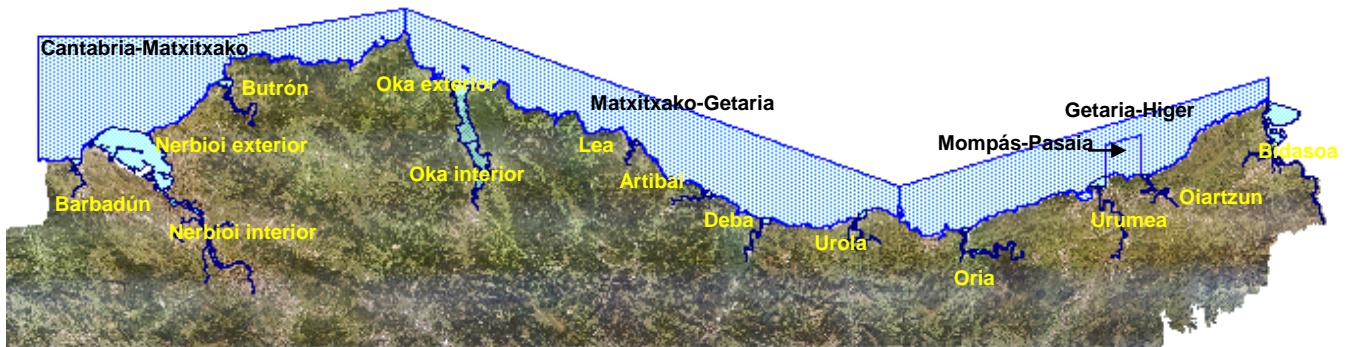 Cantabria-Matxitxako
Butrón
Oka exterior
Matxitxako-Getaria
Getaria-Higer
Mompás-Pasaia
Nerbioi exterior
Lea
Bidasoa
Oka interior
Artibai
Barbadún
Oiartzun
Deba
Urumea
Nerbioi interior
Urola
Oria